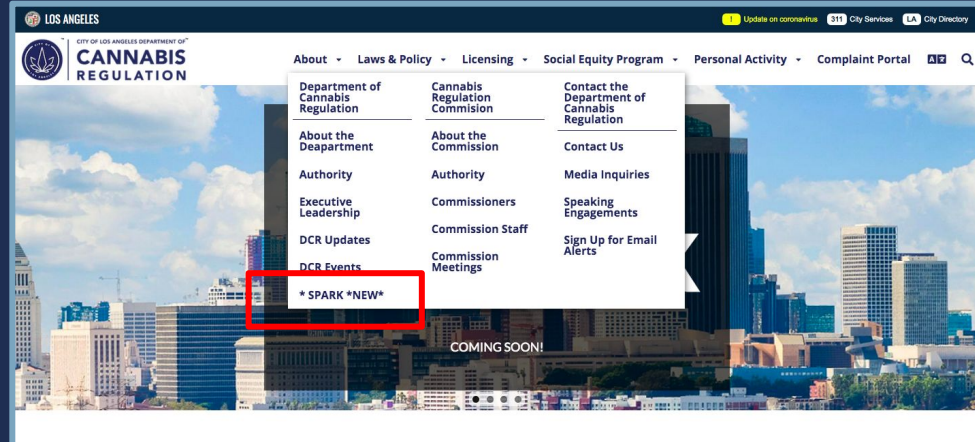 LOS ANGELES
! Update on coronavirus 311 City Services LA City Directory
CITY OF LOS ANGELES DEPARTMENT OF
CANNABIS
REGULATION
About Laws & Policy Licensing Social Equity Program Personal Activity Complaint Portal
Department of
Cannabis
Regulation
About the
Deapartment
Authority
Executive
Leadership
DCR Updates
DCR Events
* SPARK *NEW*
Cannabis
Regulation
Commision
About the
Commission
Authority
Commissioners
Commission Staff
Commission
Meetings
Contact the
Department of
Cannabis
Regulation
Contact Us
Media Inquiries
Speaking
Engagements
Sign Up for Email
Alerts
COMING SOON!